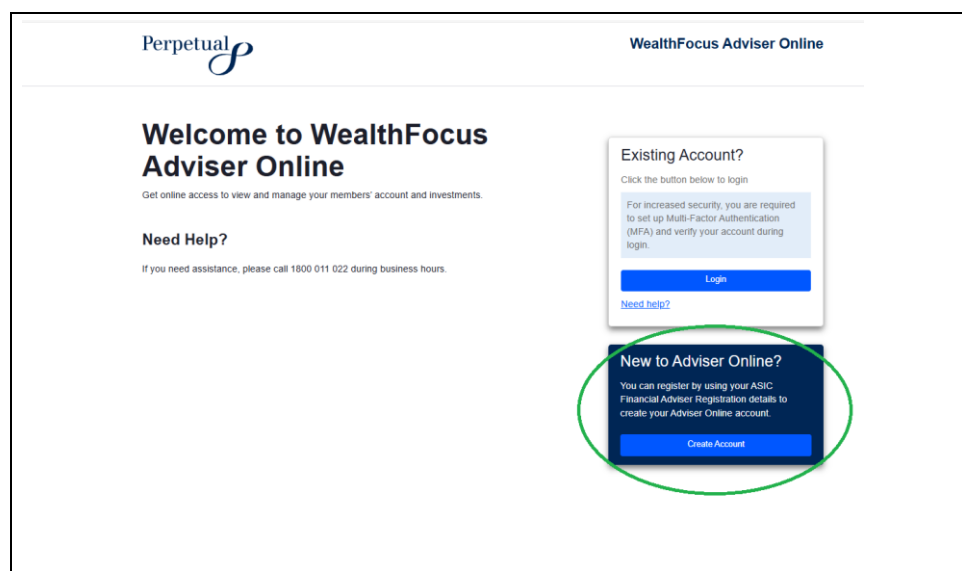 Perpetual
WealthFocus Adviser Online
Welcome to WealthFocus
Adviser Online
Get online access to view and manage your members' account and investments.
Need Help?
If you need assistance, please call 1800 011 022 during business hours.
Existing Account?
Click the button below to login
For increased security, you are required
to set up Multi-Factor Authentication
(MFA) and verify your account during
login.
Login
Need help?
New to Adviser Online?
You can register by using your ASIC
Financial Adviser Registration details to
create your Adviser Online account.
Create Account